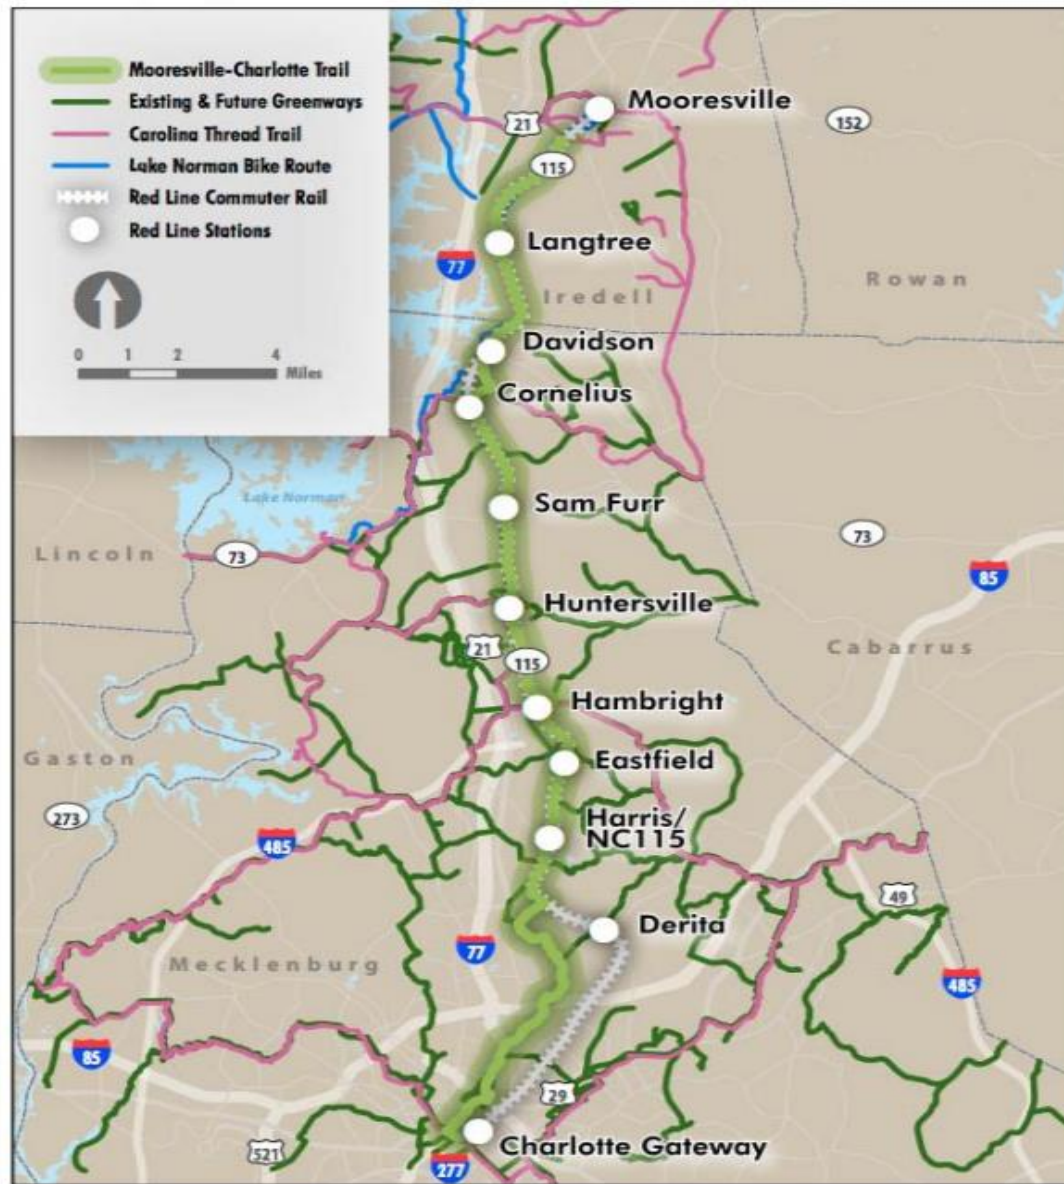 Mooresville-Charlotte Trail
Existing & Future Greenways
Carolina Thread Trail
Lake Norman Bike Route
Red Line Commuter Rail
Red Line Stations
0 1 2 4
Miles
Mooresville
21
152
115
Langtree
77
Iredell
Rowan
Davidson
Cornelius
Lake Norman
Sam Furr
Lincoln
73
73
85
Huntersville
21
115
Cabarrus
Hambright
Gaston
Eastfield
273
Harris/
NC115
485
49
Derita
77
Mecklenburg
485
85
29
Charlotte Gateway
521
277